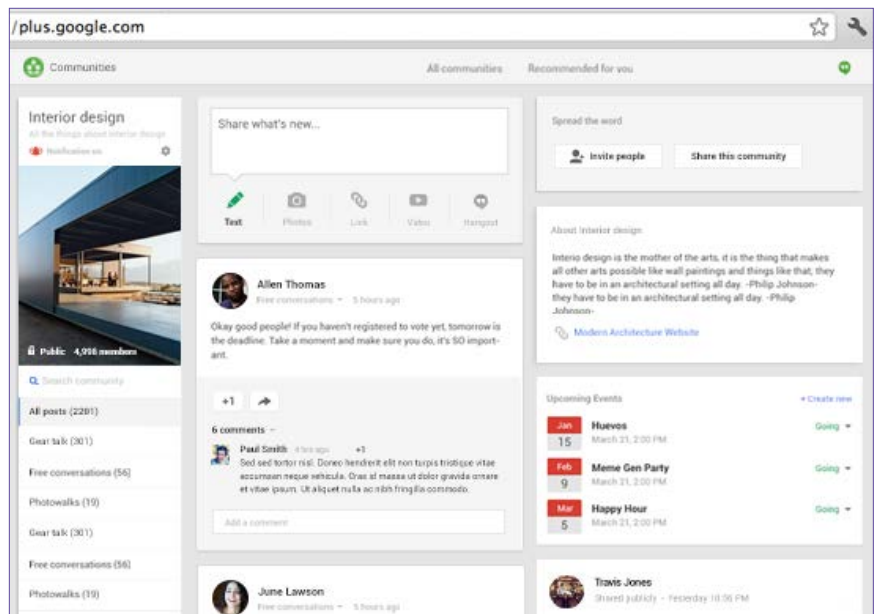 /plus.google.com
Communities
All communities
Recommended for you
Interior design
All the things about Interior Design
Notification on
Public 4,996 members
Search community
All posts (2201)
Gear talk (301)
Free conversations (56)
Photowalks (19)
Gear talk (301)
Free conversations (56)
Photowalks (19)
Share what's new...
Text
Photos
Link
Video
Hangout
Allen Thomas
Free conversations 5 hours ago
Okay good people! If you haven't registered to vote yet, tomorrow is
the deadline. Take a moment and make sure you do, it's SO import-
ant.
+1
6 comments
Paul Smith 4 hrs ago +3
Sed sed tortor nisl. Donec hendrerit elit non turpis tristique vitae
accumsan neque vehicula. Cras id massa ut dolor gravida ornare
et vitae ipsum. Ut aliquet nulla ac nibh fringilla commodo.
Add a comment
June Lawson
Free conversations 5 hours ago
Spread the word
Invite people
Share this community
About Interior design
Interio design is the mother of the arts, it is the thing that makes
all other arts possible like wall paintings and things like that, they
have to be in an architectural setting all day. -Philip Johnson-
they have to be in an architectural setting all day. -Philip
Johnson-
Modern Architecture Website
Upcoming Events
+ Create new
Jan
15
Huevos
March 21, 2:00 PM
Going
Feb
9
Meme Gen Party
March 21, 2:00 PM
Going
Mar
5
Happy Hour
March 21, 2:00 PM
Going
Travis Jones
Shared publicly - Yesterday 10:56 PM